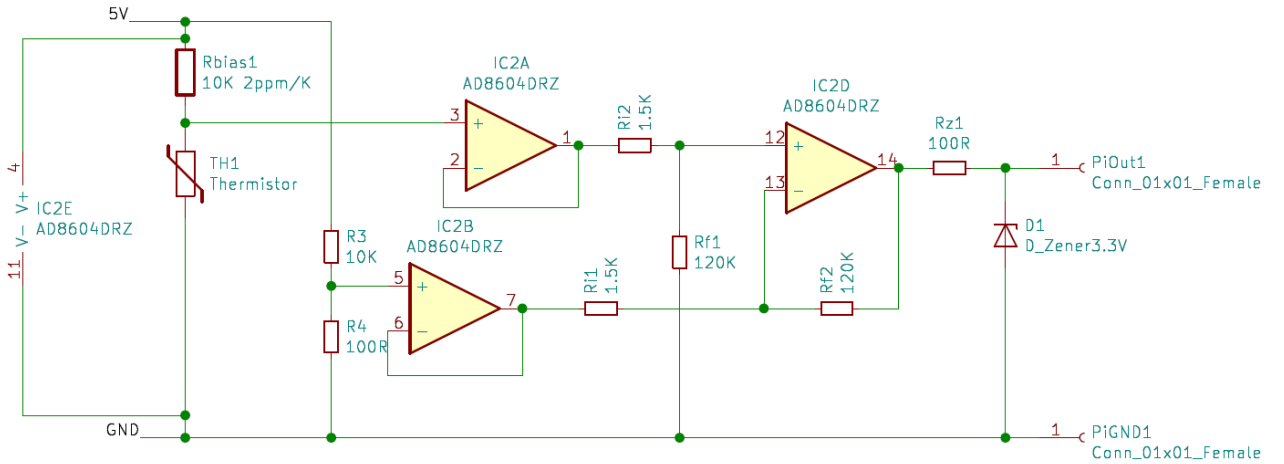 5V
Rbias1
10K 2ppm/K
TH1
Thermistor
4
V+
V-
11
IC2E
AD8604DRZ
GND
R3
10K
R4
100R
IC2A
AD8604DRZ
3
+
2
-
1
IC2B
AD8604DRZ
5
+
6
-
7
Ri2
1.5K
Rf1
120K
Ri1
1.5K
IC2D
AD8604DRZ
12
+
13
-
14
Rf2
120K
Rz1
100R
D1
D_Zener3.3V
1
PiOut1
Conn_01x01_Female
1
PiGND1
Conn_01x01_Female